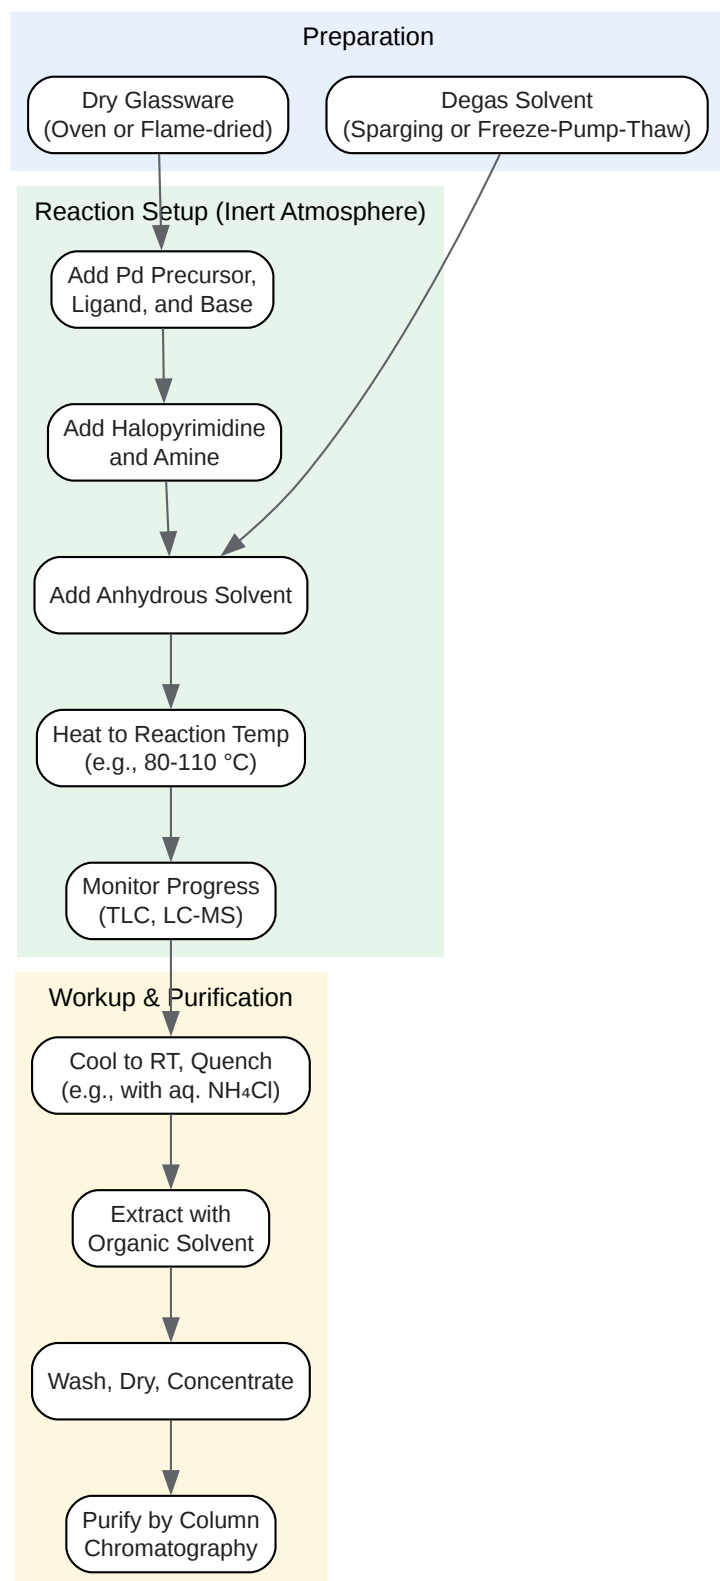 Preparation
Dry Glassware
(Oven or Flame-dried)
Degas Solvent
(Sparging or Freeze-Pump-Thaw)
Reaction Setup (Inert Atmosphere)
Add Pd Precursor,
Ligand, and Base
Add Halopyrimidine
and Amine
Add Anhydrous Solvent
Heat to Reaction Temp
(e.g., 80-110 °C)
Monitor Progress
(TLC, LC-MS)
Workup & Purification
Cool to RT, Quench
(e.g., with aq. NH₄Cl)
Extract with
Organic Solvent
Wash, Dry, Concentrate
Purify by Column
Chromatography